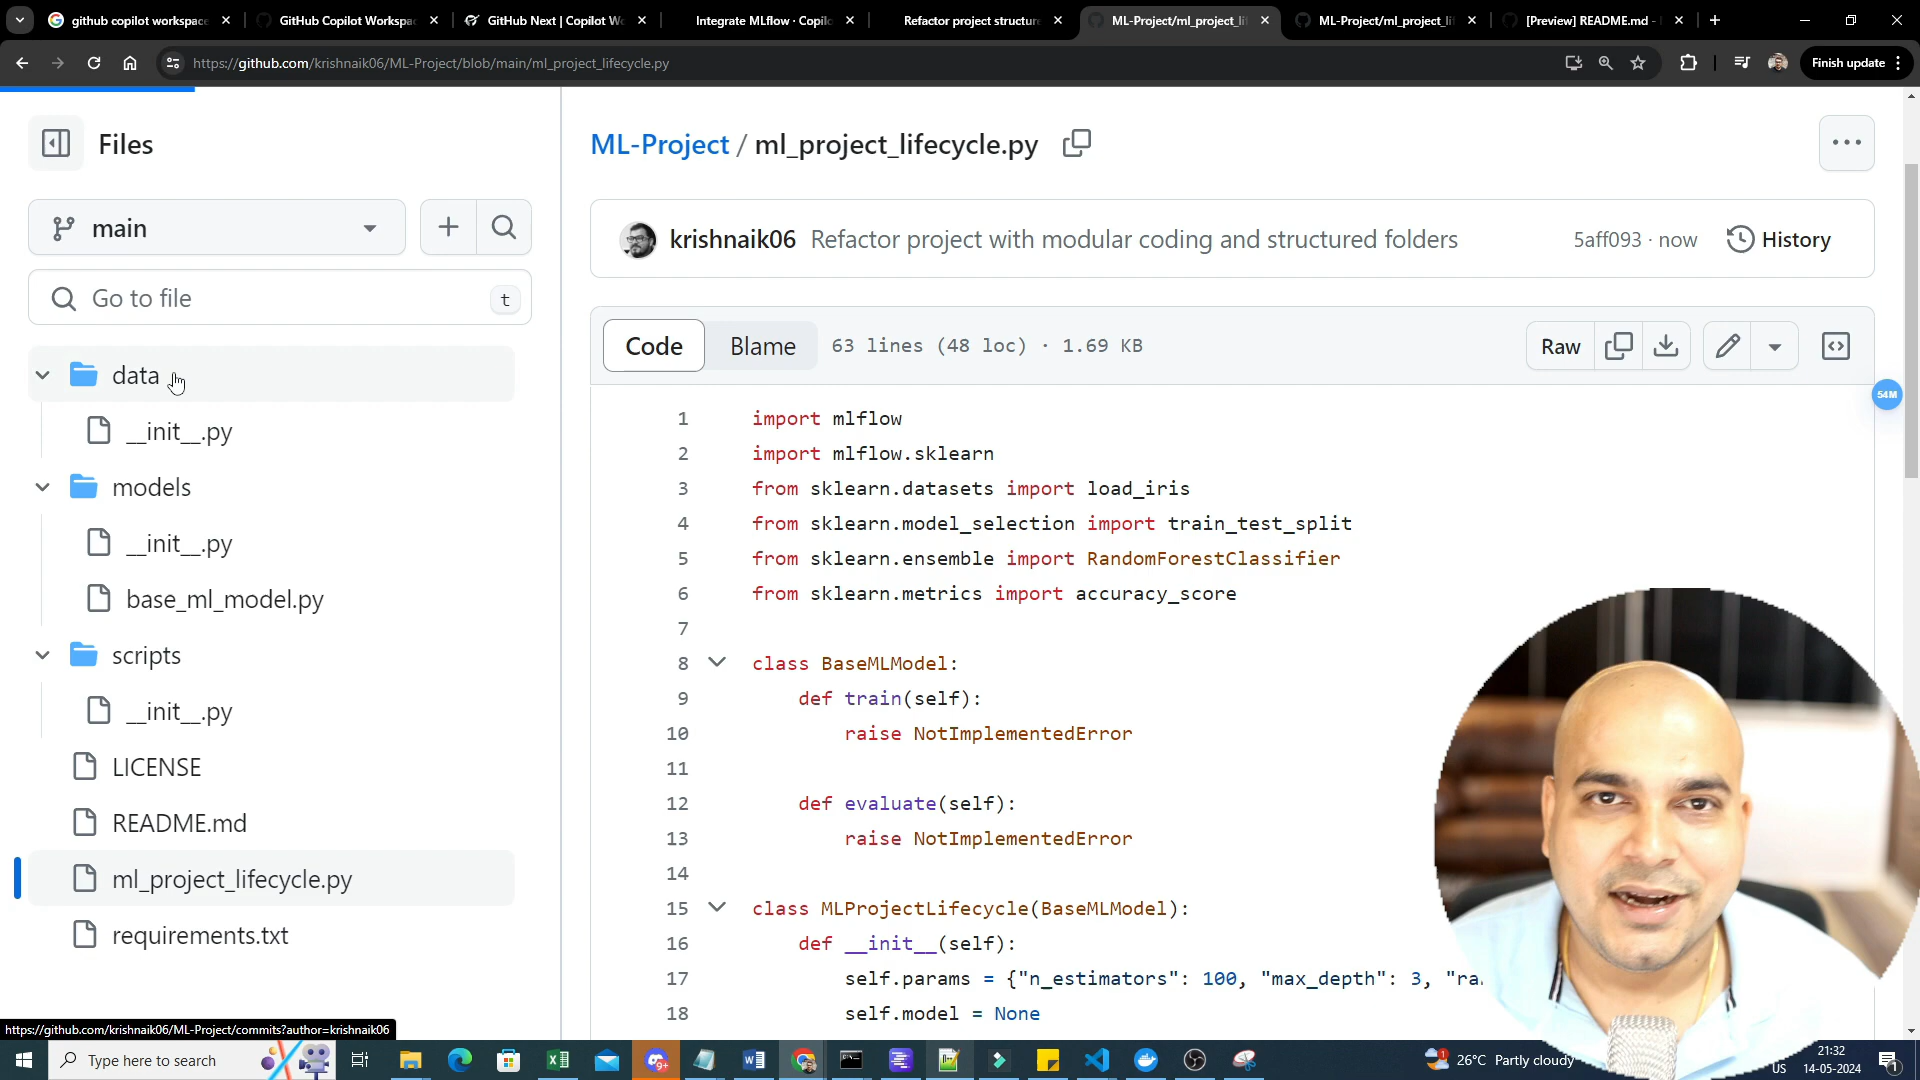 github copilot workspace
GitHub Copilot Workspac
GitHub Next | Copilot Wo
Integrate MLflow · Copilo
Refactor project structure
ML-Project/ml_project_li
ML-Project/ml_project_li
[Preview] README.md -
https://github.com/krishnaik06/ML-Project/blob/main/ml_project_lifecycle.py
Finish update
Files
main
Go to file
t
data
__init__.py
models
__init__.py
base_ml_model.py
scripts
__init__.py
LICENSE
README.md
ml_project_lifecycle.py
requirements.txt
ML-Project / ml_project_lifecycle.py
krishnaik06 Refactor project with modular coding and structured folders
5aff093 · now
History
Code
Blame
63 lines (48 loc) · 1.69 KB
Raw
54M
1 import mlflow
2 import mlflow.sklearn
3 from sklearn.datasets import load_iris
4 from sklearn.model_selection import train_test_split
5 from sklearn.ensemble import RandomForestClassifier
6 from sklearn.metrics import accuracy_score
7
8 class BaseMLModel:
9 def train(self):
10 raise NotImplementedError
11
12 def evaluate(self):
13 raise NotImplementedError
14
15 class MLProjectLifecycle(BaseMLModel):
16 def __init__(self):
17 self.params = {"n_estimators": 100, "max_depth": 3, "ra
18 self.model = None
https://github.com/krishnaik06/ML-Project/commits?author=krishnaik06
Type here to search
9+
26°C Partly cloudy
US
21:32
14-05-2024
1